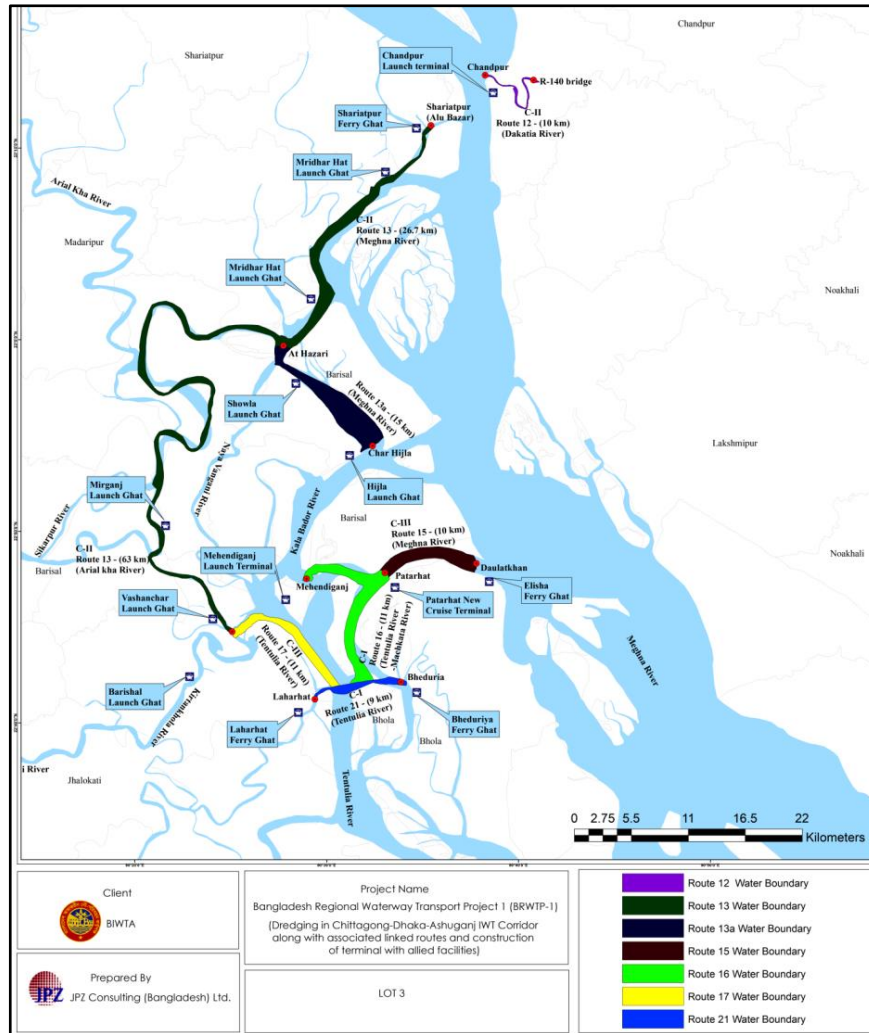 Chandpur
Shariatpur
Chandpur
Launch terminal
Chandpur
R-140 bridge
C-II
Route 12 - (10 km)
(Dakatia River)
Shariatpur
Ferry Ghat
Shariatpur
(Alu Bazar)
Mridhar Hat
Launch Ghat
Arial Kha River
C-II
Route 13 - (26.7 km)
(Meghna River)
Madaripur
Mridhar Hat
Launch Ghat
Noakhali
At Hazari
Barisal
Showla
Launch Ghat
Route 13a - (15 km)
(Meghna River)
Char Hijla
Lakshmipur
Hijla
Launch Ghat
Naya Vangani River
Mirganj
Launch Ghat
Sikarpur River
Kala Bador River
Barisal
C-III
Route 15 - (10 km)
(Meghna River)
C-II
Route 13 - (63 km)
(Arial kha River)
Barisal
Noakhali
Mehendiganj
Launch Terminal
Mehendiganj
Patarhat
Daulatkhan
Patarhat New
Cruise Terminal
Elisha
Ferry Ghat
Vashanchar
Launch Ghat
C-III
Route 17 - (11 km)
(Tentulia River)
C-I
Route 16 - (11 km)
(Tentulia River
-Machkata River)
Meghna River
Bheduria
Barishal
Launch Ghat
Kirtankhola River
Laharhat
C-I
Route 21 - (9 km)
(Tentulia River)
Bhola
Laharhat
Ferry Ghat
Bheduriya
Ferry Ghat
Bhola
i River
Jhalokati
Tentulia River
0 2.75 5.5 11 16.5 22
Kilometers
Client
BIWTA
Prepared By
JPZ
JPZ Consulting (Bangladesh) Ltd.
Project Name
Bangladesh Regional Waterway Transport Project 1 (BRWTP-1)
(Dredging in Chittagong-Dhaka-Ashuganj IWT Corridor
along with associated linked routes and construction
of terminal with allied facilities)
LOT 3
Route 12 Water Boundary
Route 13 Water Boundary
Route 13a Water Boundary
Route 15 Water Boundary
Route 16 Water Boundary
Route 17 Water Boundary
Route 21 Water Boundary